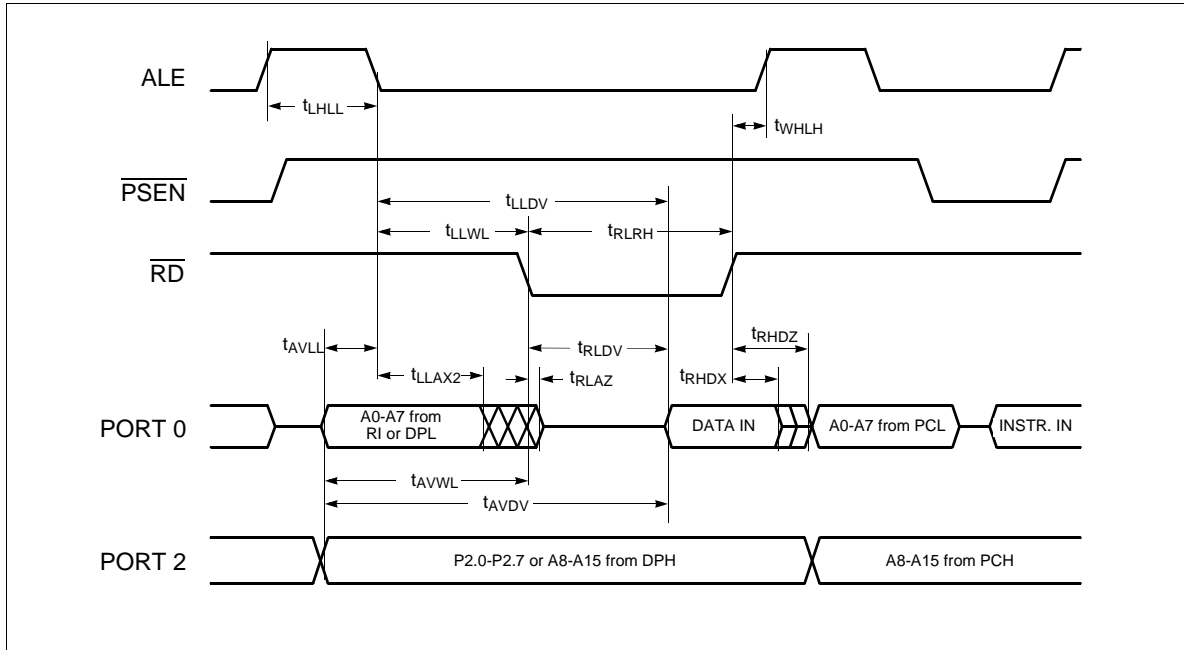 ALE
tLHLL
tWHLH
PSEN
tLLDV
tLLWL
tRLRH
RD
tAVLL
tRLDV
tRHDZ
tLLAX2
tRLAZ
tRHDX
PORT 0
A0-A7 from
RI or DPL
DATA IN
A0-A7 from PCL
INSTR. IN
tAVWL
tAVDV
PORT 2
P2.0-P2.7 or A8-A15 from DPH
A8-A15 from PCH